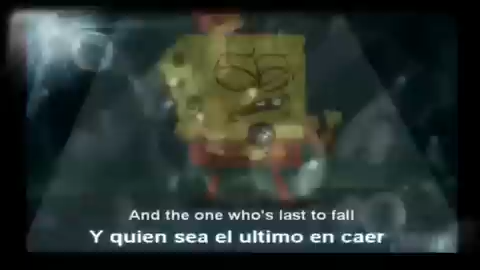 And the one who's last to fall
Y quien sea el ultimo en caer